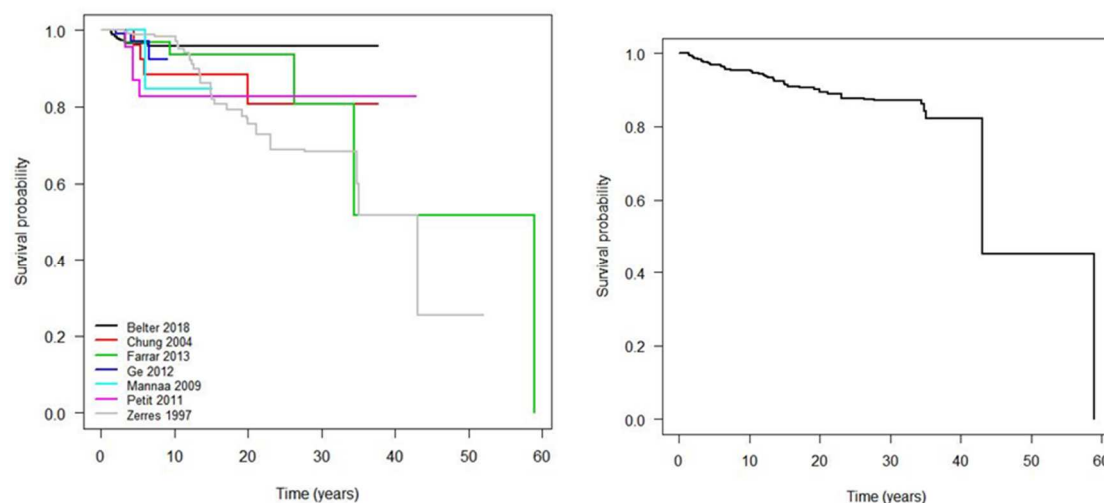 1.0
0.8
0.6
0.4
0.2
0.0
Survival probability
Belter 2018
Chung 2004
Farrar 2013
Ge 2012
Mannaa 2009
Petit 2011
Zerres 1997
0 10 20 30 40 50 60
Time (years)
1.0
0.8
0.6
0.4
0.2
0.0
Survival probability
0 10 20 30 40 50 60
Time (years)